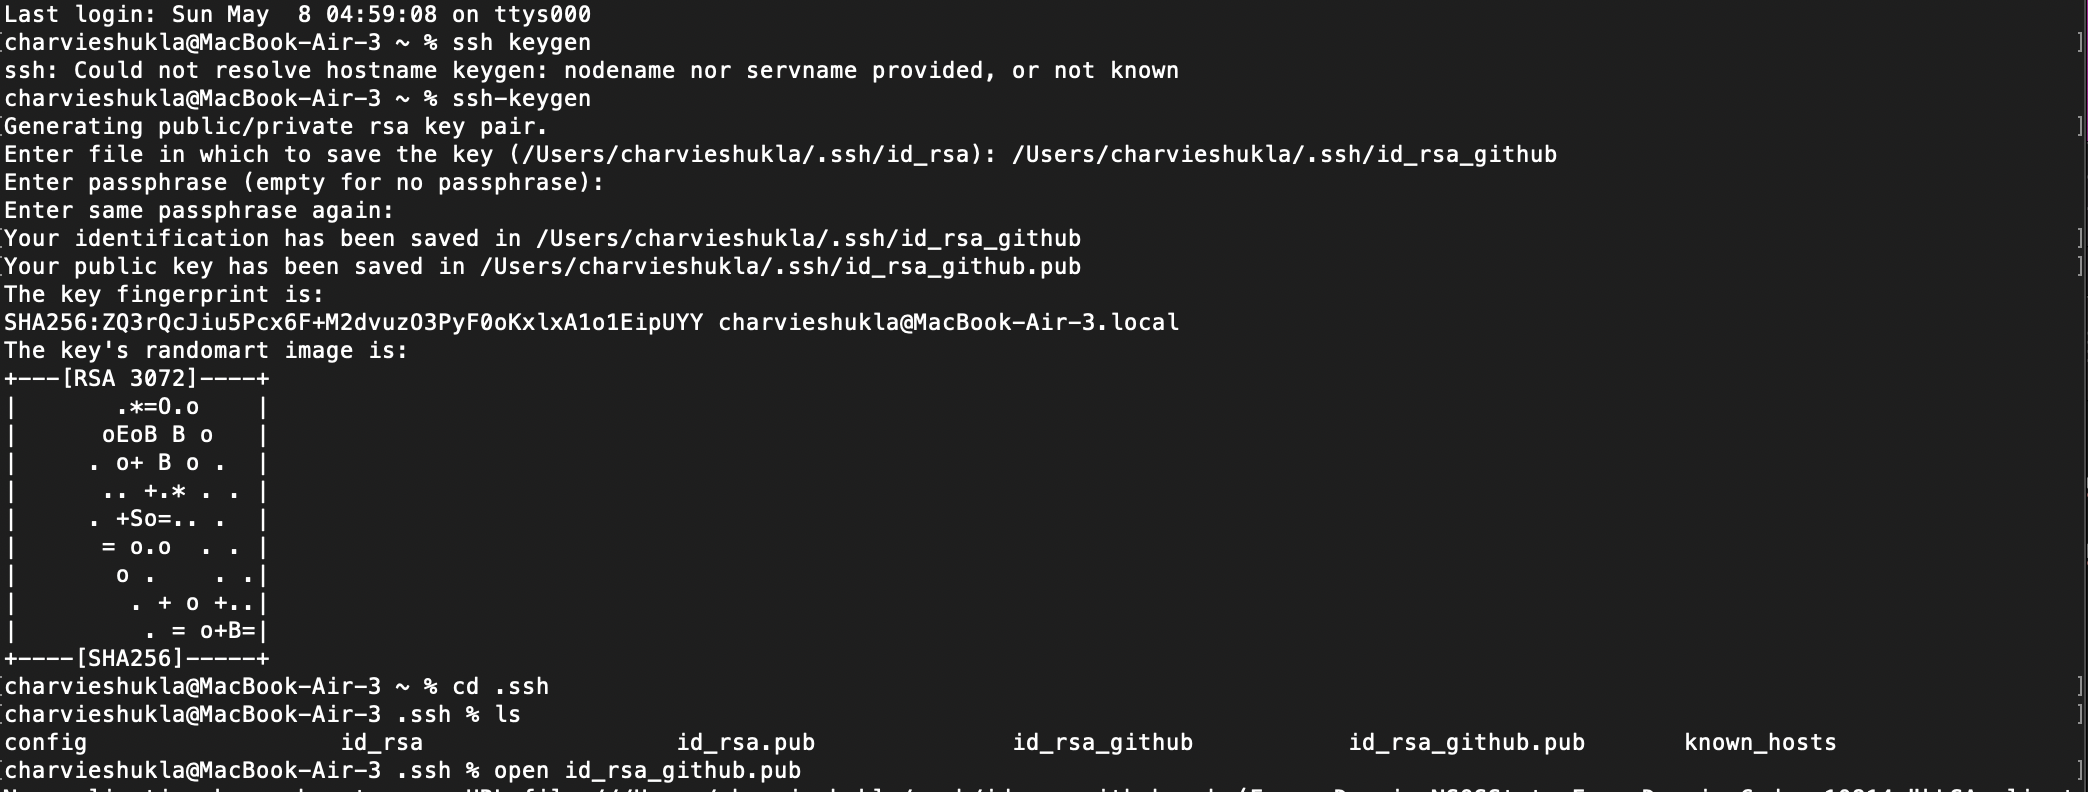 Last login: Sun May  8 04:59:08 on ttys000
[charvieshukla@MacBook-Air-3 ~ % ssh keygen ]
ssh: Could not resolve hostname keygen: nodename nor servname provided, or not known
charvieshukla@MacBook-Air-3 ~ % ssh-keygen
[Generating public/private rsa key pair. ]
Enter file in which to save the key (/Users/charvieshukla/.ssh/id_rsa): /Users/charvieshukla/.ssh/id_rsa_github
Enter passphrase (empty for no passphrase):
Enter same passphrase again:
[Your identification has been saved in /Users/charvieshukla/.ssh/id_rsa_github ]
[Your public key has been saved in /Users/charvieshukla/.ssh/id_rsa_github.pub ]
The key fingerprint is:
SHA256:ZQ3rQcJiu5Pcx6F+M2dvuzO3PyF0oKxlxA1o1EipUYY charvieshukla@MacBook-Air-3.local
The key's randomart image is:
+---[RSA 3072]----+
|       .*=O.o    |
|      oEoB B o   |
|     . o+ B o .  |
|      .. +.* . . |
|     . +So=.. .  |
|      = o.o  . . |
|       o .    . .|
|        . + o +..|
|         . = o+B=|
+----[SHA256]-----+
[charvieshukla@MacBook-Air-3 ~ % cd .ssh ]
[charvieshukla@MacBook-Air-3 .ssh % ls ]
config id_rsa id_rsa.pub id_rsa_github id_rsa_github.pub known_hosts
[charvieshukla@MacBook-Air-3 .ssh % open id_rsa_github.pub ]